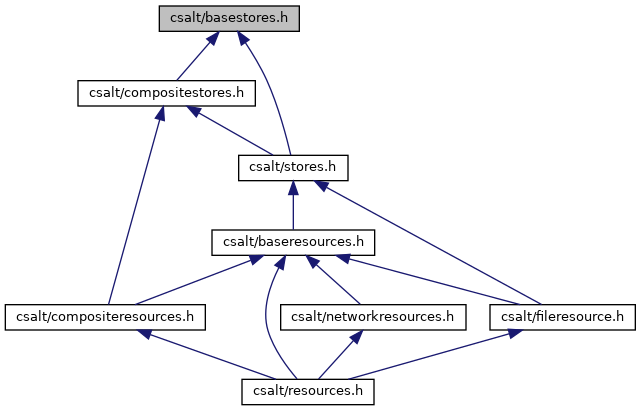 csalt/basestores.h
csalt/compositestores.h
csalt/stores.h
csalt/baseresources.h
csalt/compositeresources.h
csalt/networkresources.h
csalt/fileresource.h
csalt/resources.h